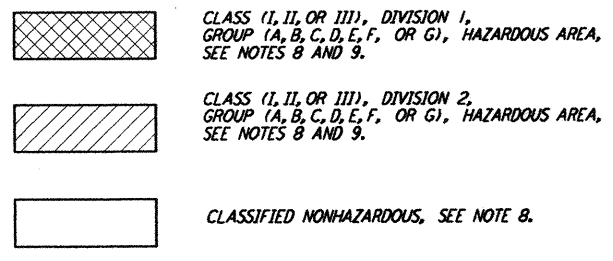 CLASS (I, II, OR III), DIVISION 1,
GROUP (A, B, C, D, E, F, OR G), HAZARDOUS AREA,
SEE NOTES 8 AND 9.
CLASS (I, II, OR III), DIVISION 2,
GROUP (A, B, C, D, E, F, OR G), HAZARDOUS AREA,
SEE NOTES 8 AND 9.
CLASSIFIED NONHAZARDOUS, SEE NOTE 8.